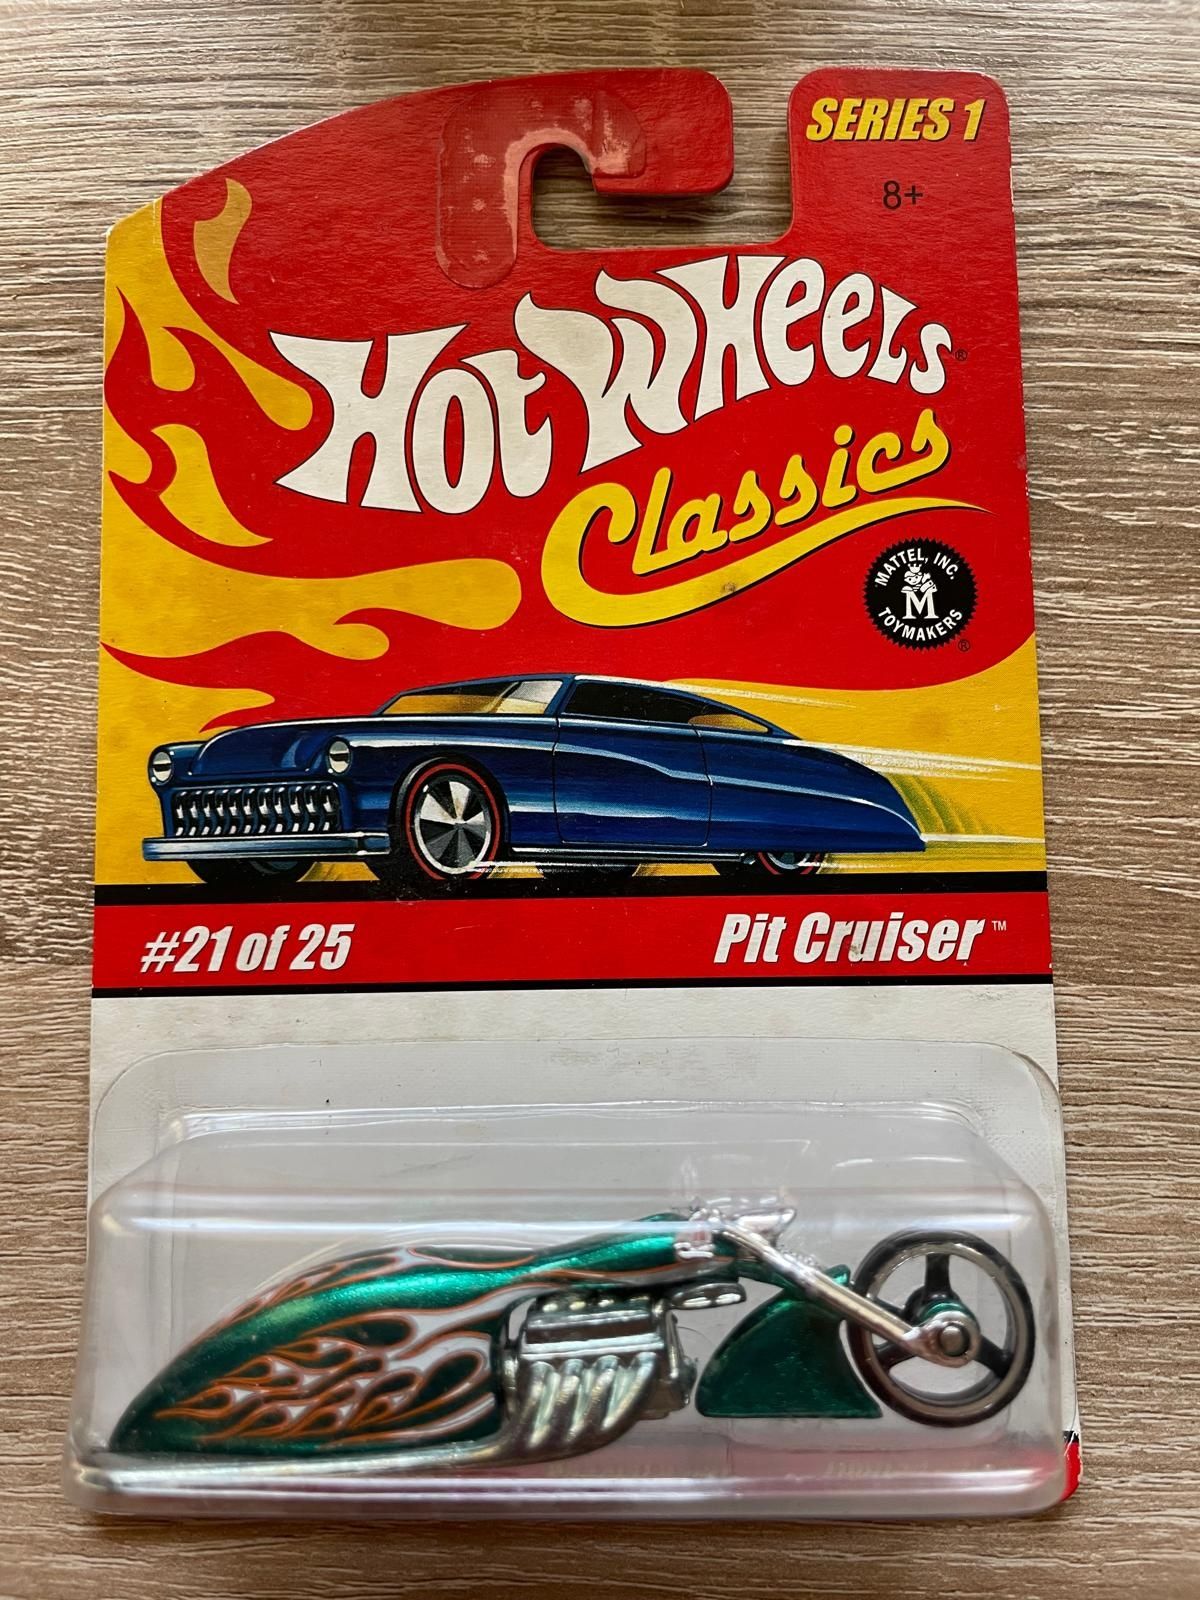 SERIES 1
8+
HOT WHEELS®
Classics
MATTEL, INC.
M
TOYMAKERS
®
#21 of 25
Pit Cruiser™